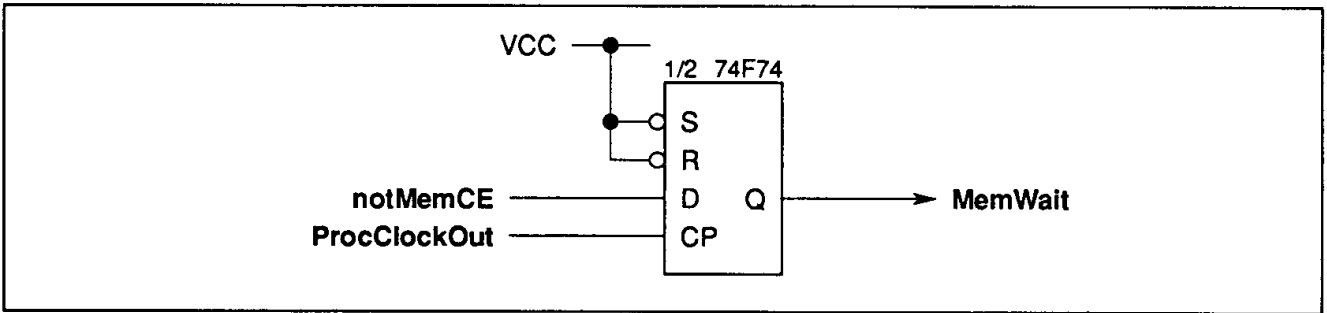 VCC
1/2 74F74
S
R
notMemCE D Q MemWait
ProcClockOut CP